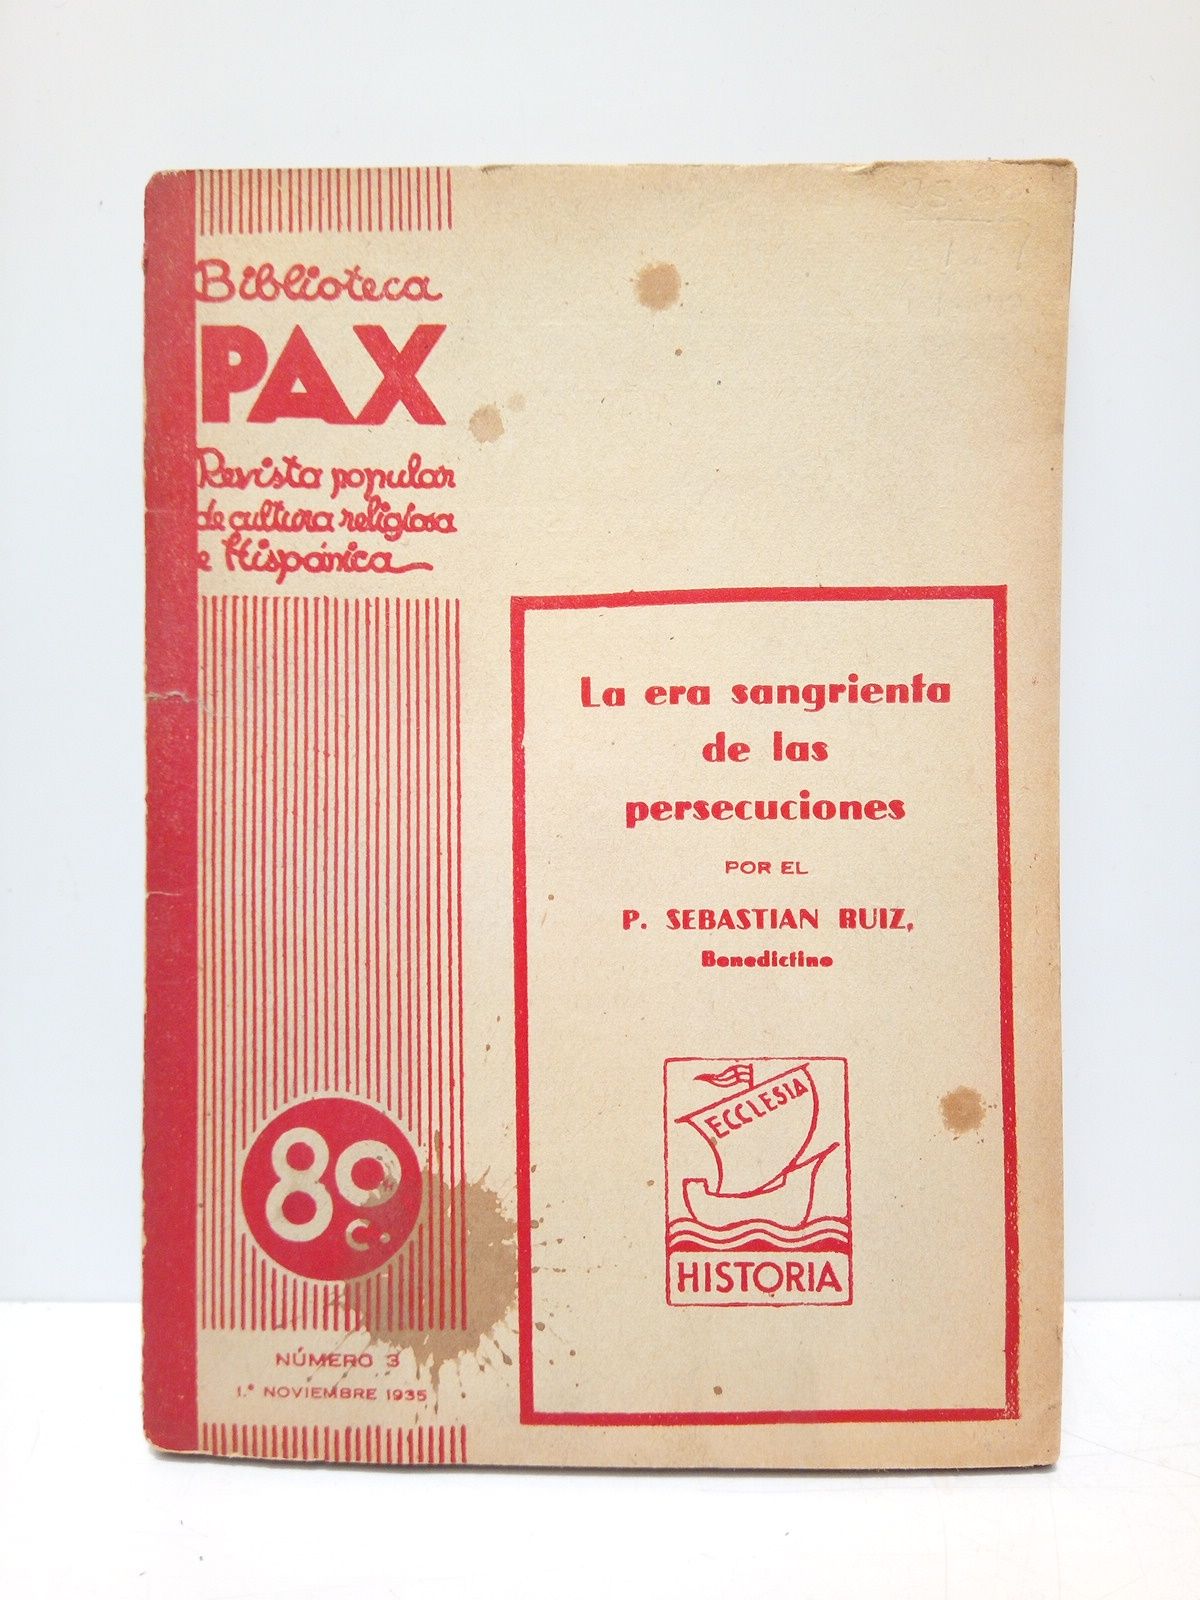 Biblioteca
PAX
Revista popular
de cultura religiosa
e Hispánica
La era sangrienta
de las
persecuciones
POR EL
P. SEBASTIAN RUIZ,
Benedictino
ECCLESIA
HISTORIA
80
C.
NÚMERO 3
1.º NOVIEMBRE 1935